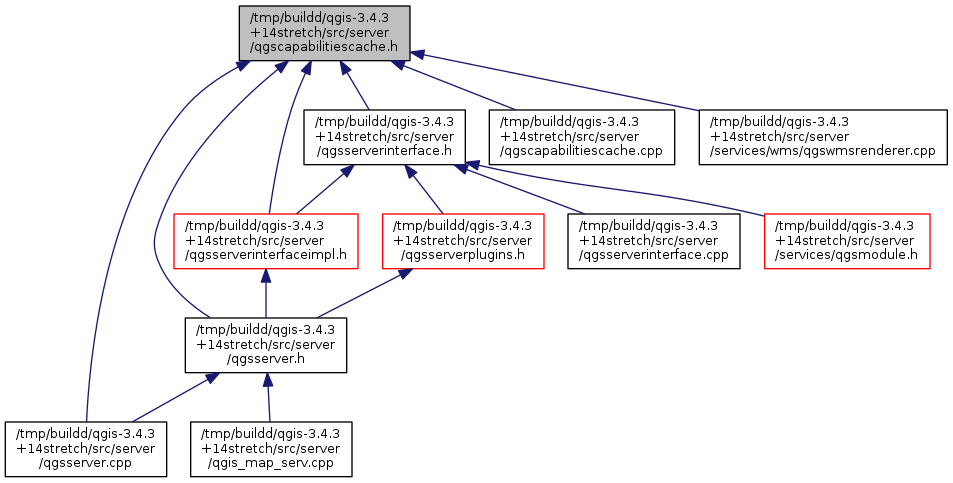 /tmp/buildd/qgis-3.4.3
+14stretch/src/server
/qgscapabilitiescache.h
/tmp/buildd/qgis-3.4.3
+14stretch/src/server
/qgsserverinterface.h
/tmp/buildd/qgis-3.4.3
+14stretch/src/server
/qgscapabilitiescache.cpp
/tmp/buildd/qgis-3.4.3
+14stretch/src/server
/services/wms/qgswmsrenderer.cpp
/tmp/buildd/qgis-3.4.3
+14stretch/src/server
/qgsserverinterfaceimpl.h
/tmp/buildd/qgis-3.4.3
+14stretch/src/server
/qgsserverplugins.h
/tmp/buildd/qgis-3.4.3
+14stretch/src/server
/qgsserverinterface.cpp
/tmp/buildd/qgis-3.4.3
+14stretch/src/server
/services/qgsmodule.h
/tmp/buildd/qgis-3.4.3
+14stretch/src/server
/qgsserver.h
/tmp/buildd/qgis-3.4.3
+14stretch/src/server
/qgsserver.cpp
/tmp/buildd/qgis-3.4.3
+14stretch/src/server
/qgis_map_serv.cpp